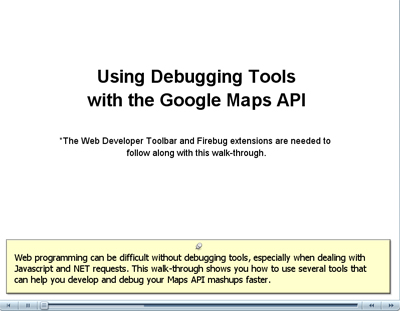 Using Debugging Tools
with the Google Maps API
*The Web Developer Toolbar and Firebug extensions are needed to
follow along with this walk-through.
Web programming can be difficult without debugging tools, especially when dealing with
Javascript and NET requests. This walk-through shows you how to use several tools that
can help you develop and debug your Maps API mashups faster.